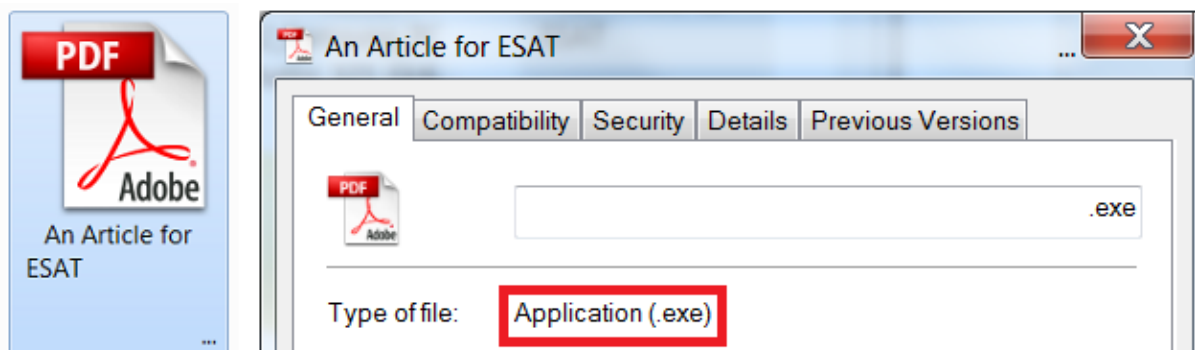 PDF
Adobe
An Article for
ESAT
...
An Article for ESAT
...
X
General
Compatibility
Security
Details
Previous Versions
PDF
Adobe
.exe
Type of file:
Application (.exe)